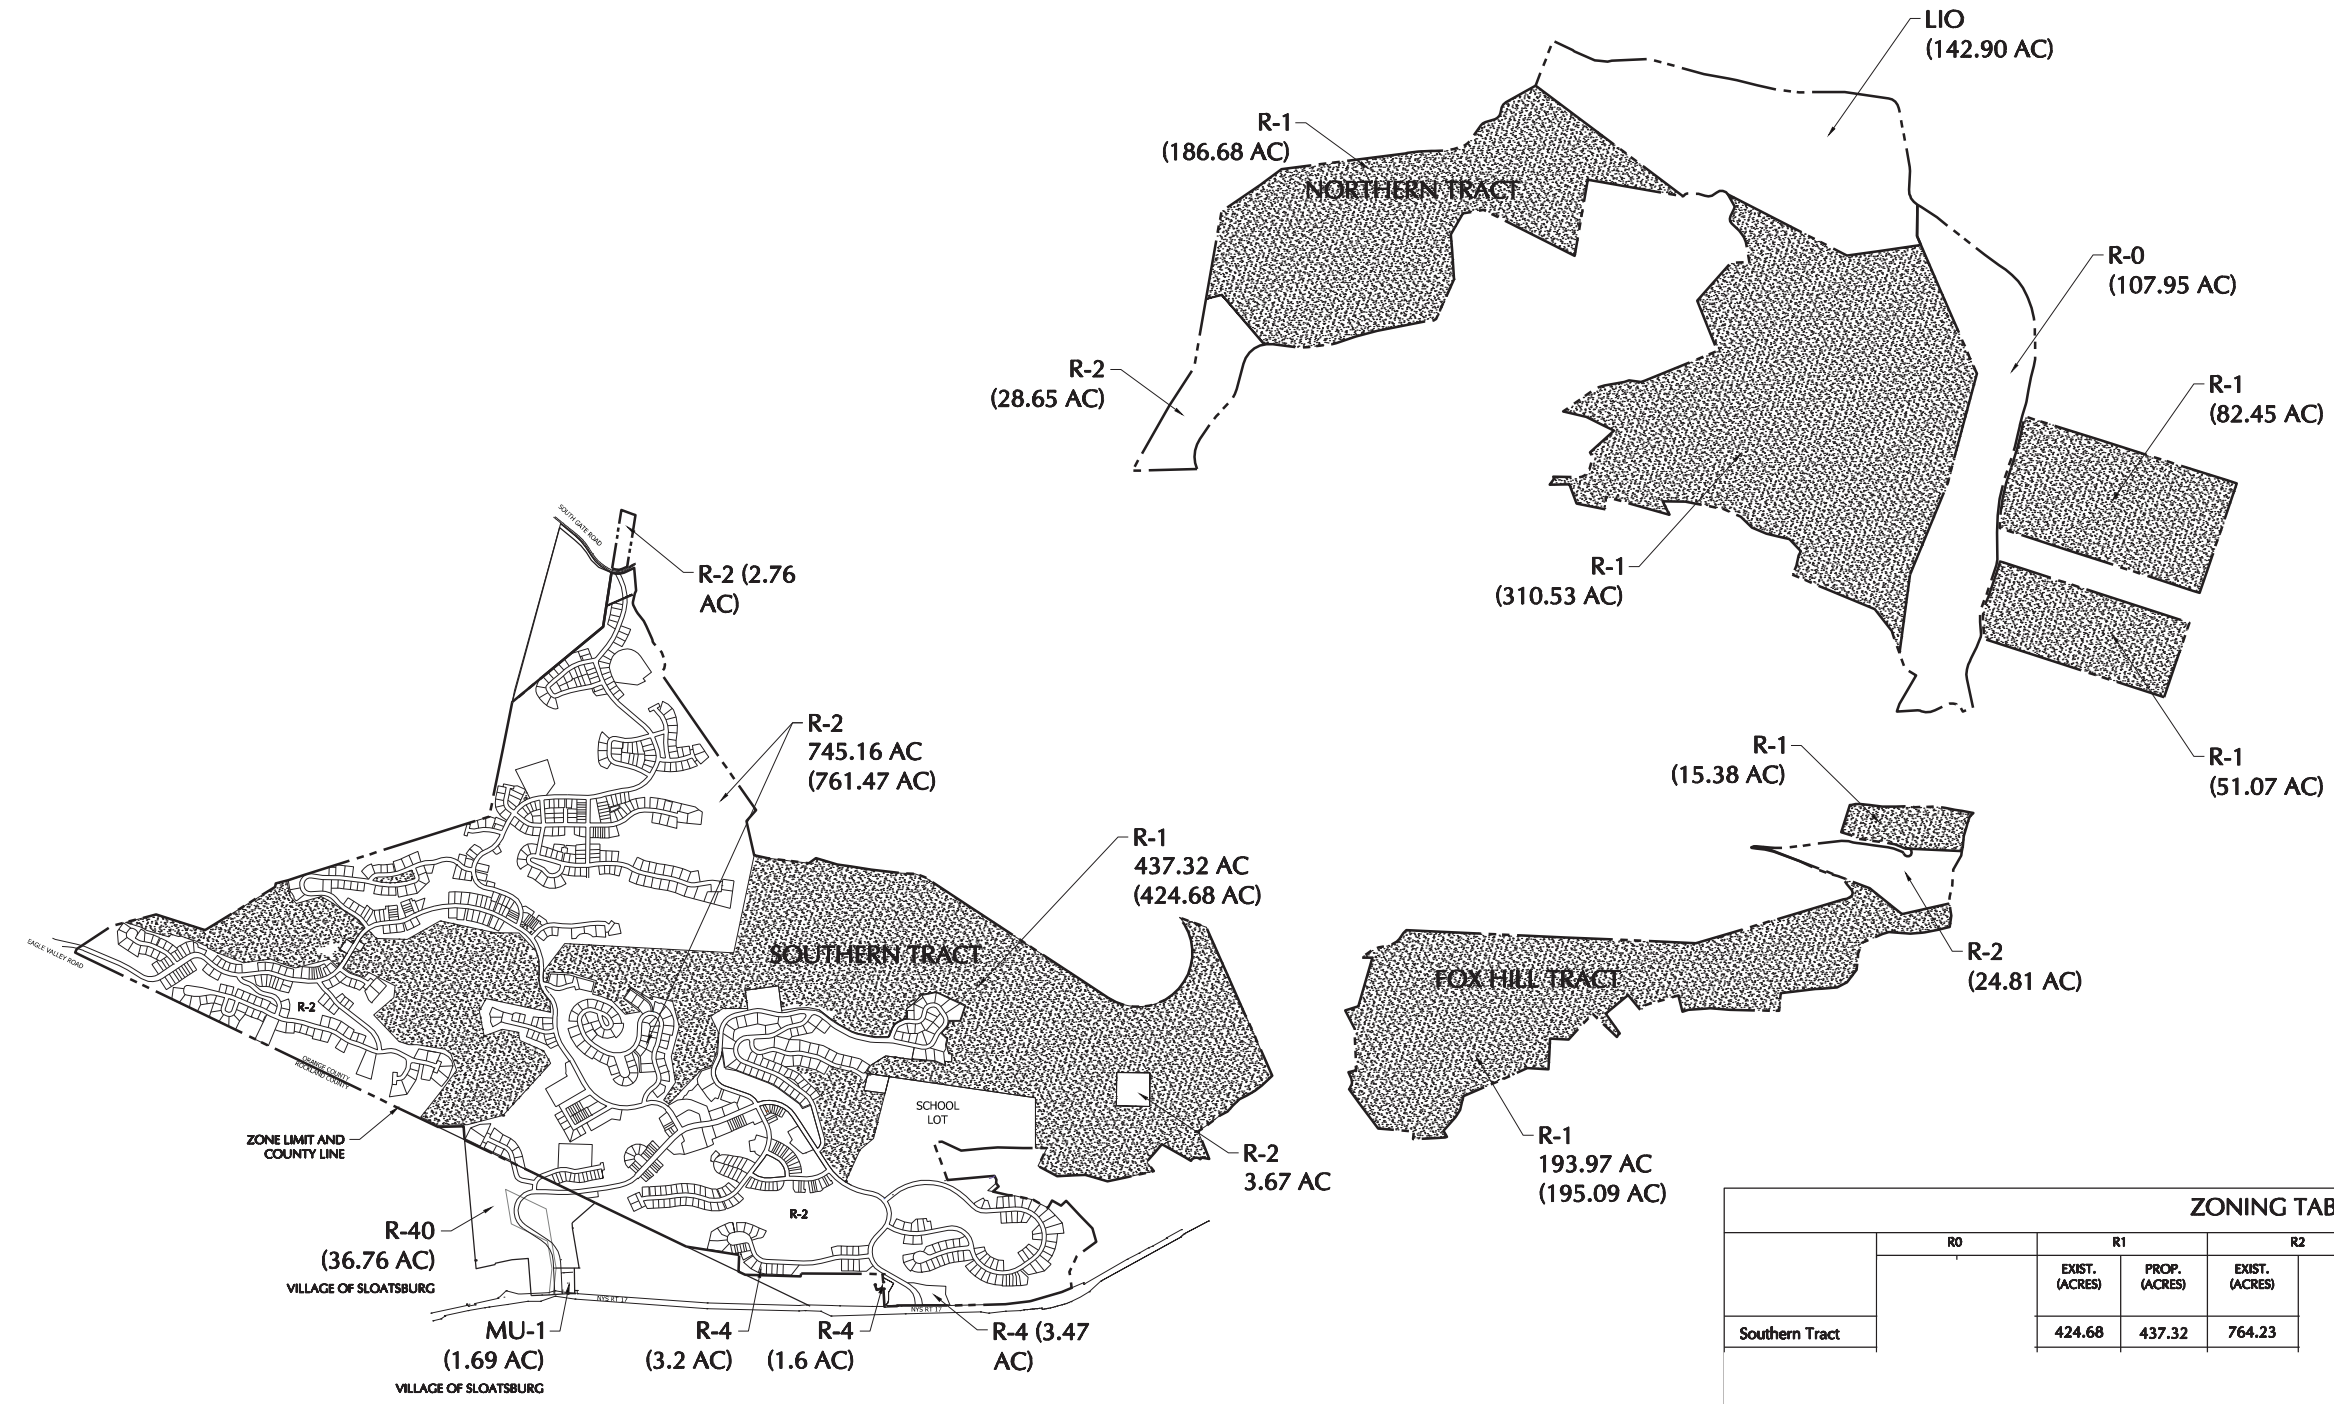 LIO
(142.90 AC)
R-1
(186.68 AC)
NORTHERN TRACT
R-0
(107.95 AC)
R-2
(28.65 AC)
R-1
(82.45 AC)
R-1
(310.53 AC)
R-1
(51.07 AC)
SOUTH GATE ROAD
R-2 (2.76
AC)
R-2
745.16 AC
(761.47 AC)
R-1
437.32 AC
(424.68 AC)
SOUTHERN TRACT
EAGLE VALLEY ROAD
R-2
ORANGE COUNTY
ROCKLAND COUNTY
ZONE LIMIT AND
COUNTY LINE
SCHOOL
LOT
R-2
3.67 AC
R-2
R-40
(36.76 AC)
VILLAGE OF SLOATSBURG
NYS RT 17
NYS RT 17
MU-1
(1.69 AC)
VILLAGE OF SLOATSBURG
R-4
(3.2 AC)
R-4
(1.6 AC)
R-4 (3.47
AC)
R-1
(15.38 AC)
FOX HILL TRACT
R-2
(24.81 AC)
R-1
193.97 AC
(195.09 AC)
ZONING TAB
R0 R1 R2
EXIST. (ACRES) PROP. (ACRES) EXIST. (ACRES)
Southern Tract 424.68 437.32 764.23